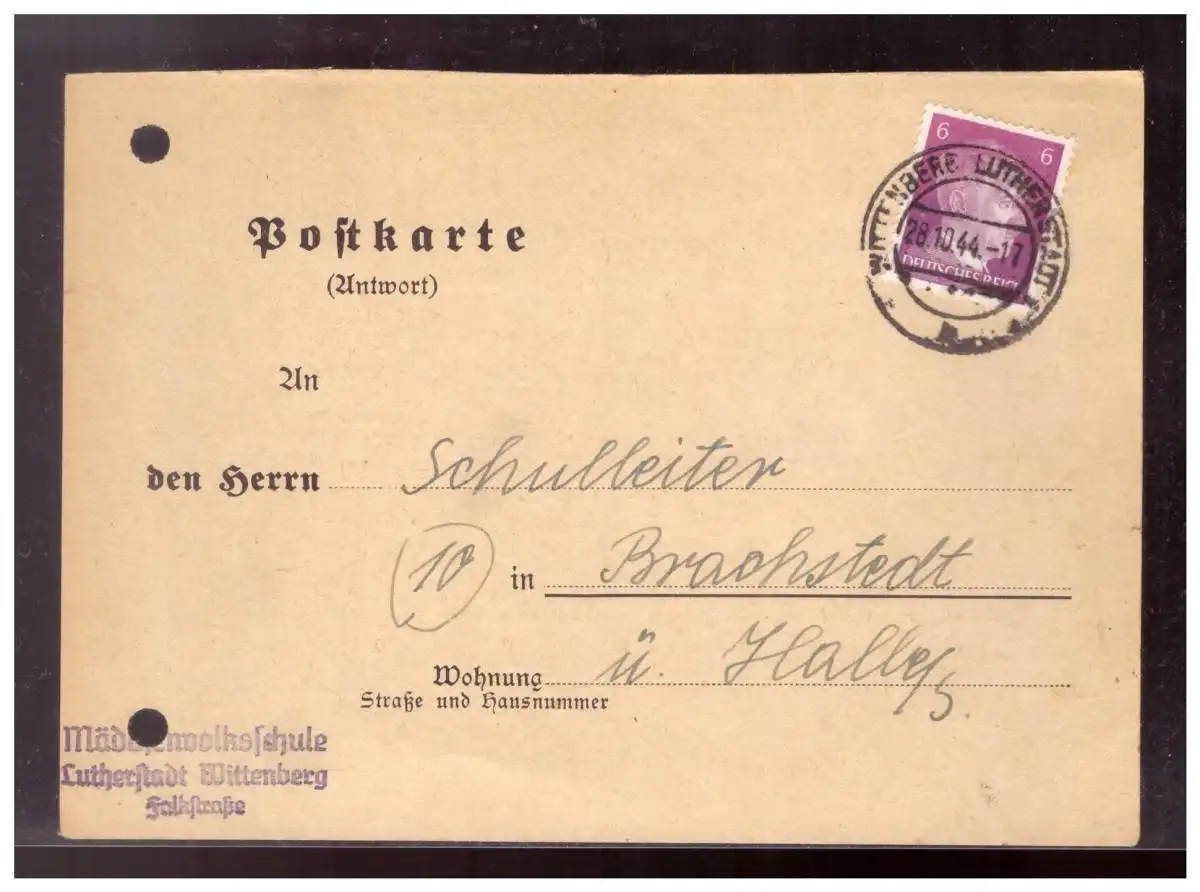 6 6
WITTENBERG LUTHERSTADT
28.10.44.-17
DEUTSCHES REICH
Postkarte
(Antwort)
An
den Herrn Schulleiter
(10) in Brachstedt
Wohnung ü. Halle/S.
Straße und Hausnummer
Mädchenvolksschule
Lutherstadt Wittenberg
Falkstraße